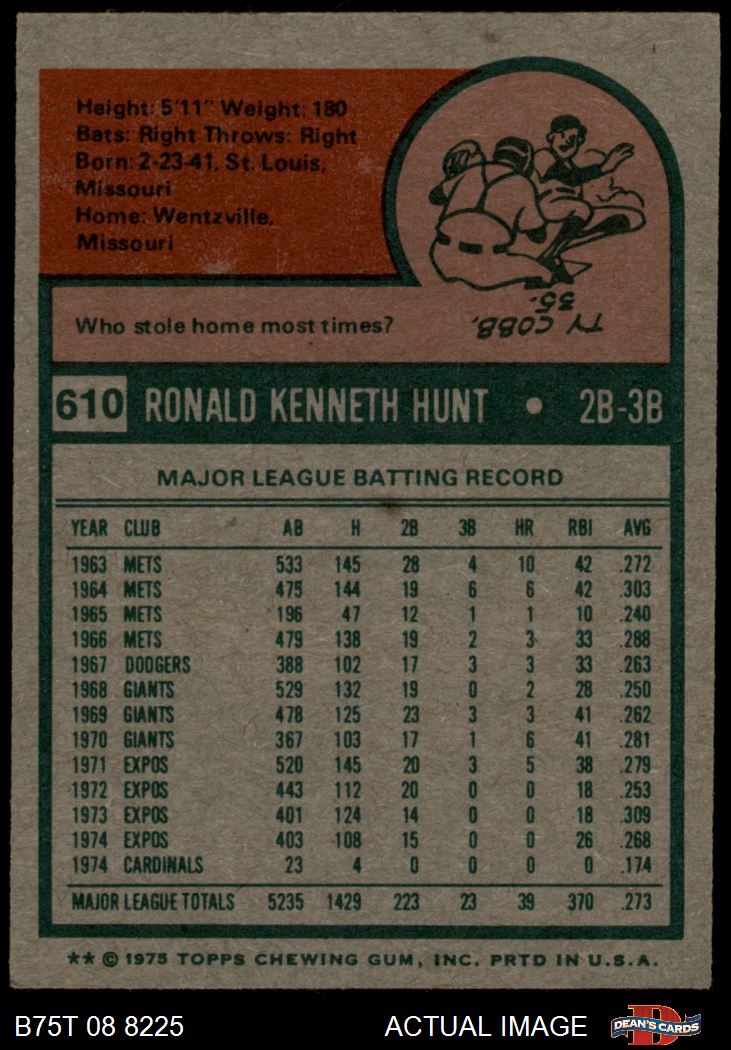 Height: 5'11" Weight: 180
Bats: Right Throws: Right
Born: 2-23-41, St. Louis,
Missouri
Home: Wentzville,
Missouri
Who stole home most times?
TY COBB,
35.
610 RONALD KENNETH HUNT • 2B-3B
MAJOR LEAGUE BATTING RECORD
YEAR CLUB AB H 2B 3B HR RBI AVG
1963 METS 533 145 28 4 10 42 .272
1964 METS 475 144 19 6 6 42 .303
1965 METS 196 47 12 1 1 10 .240
1966 METS 479 138 19 2 3 33 .288
1967 DODGERS 388 102 17 3 3 33 .263
1968 GIANTS 529 132 19 0 2 28 .250
1969 GIANTS 478 125 23 3 3 41 .262
1970 GIANTS 367 103 17 1 6 41 .281
1971 EXPOS 520 145 20 3 5 38 .279
1972 EXPOS 443 112 20 0 0 18 .253
1973 EXPOS 401 124 14 0 0 18 .309
1974 EXPOS 403 108 15 0 0 26 .268
1974 CARDINALS 23 4 0 0 0 0 .174
MAJOR LEAGUE TOTALS 5235 1429 223 23 39 370 .273
** © 1975 TOPPS CHEWING GUM, INC. PRTD IN U.S.A.
B75T 08 8225 ACTUAL IMAGE D DEAN'S CARDS